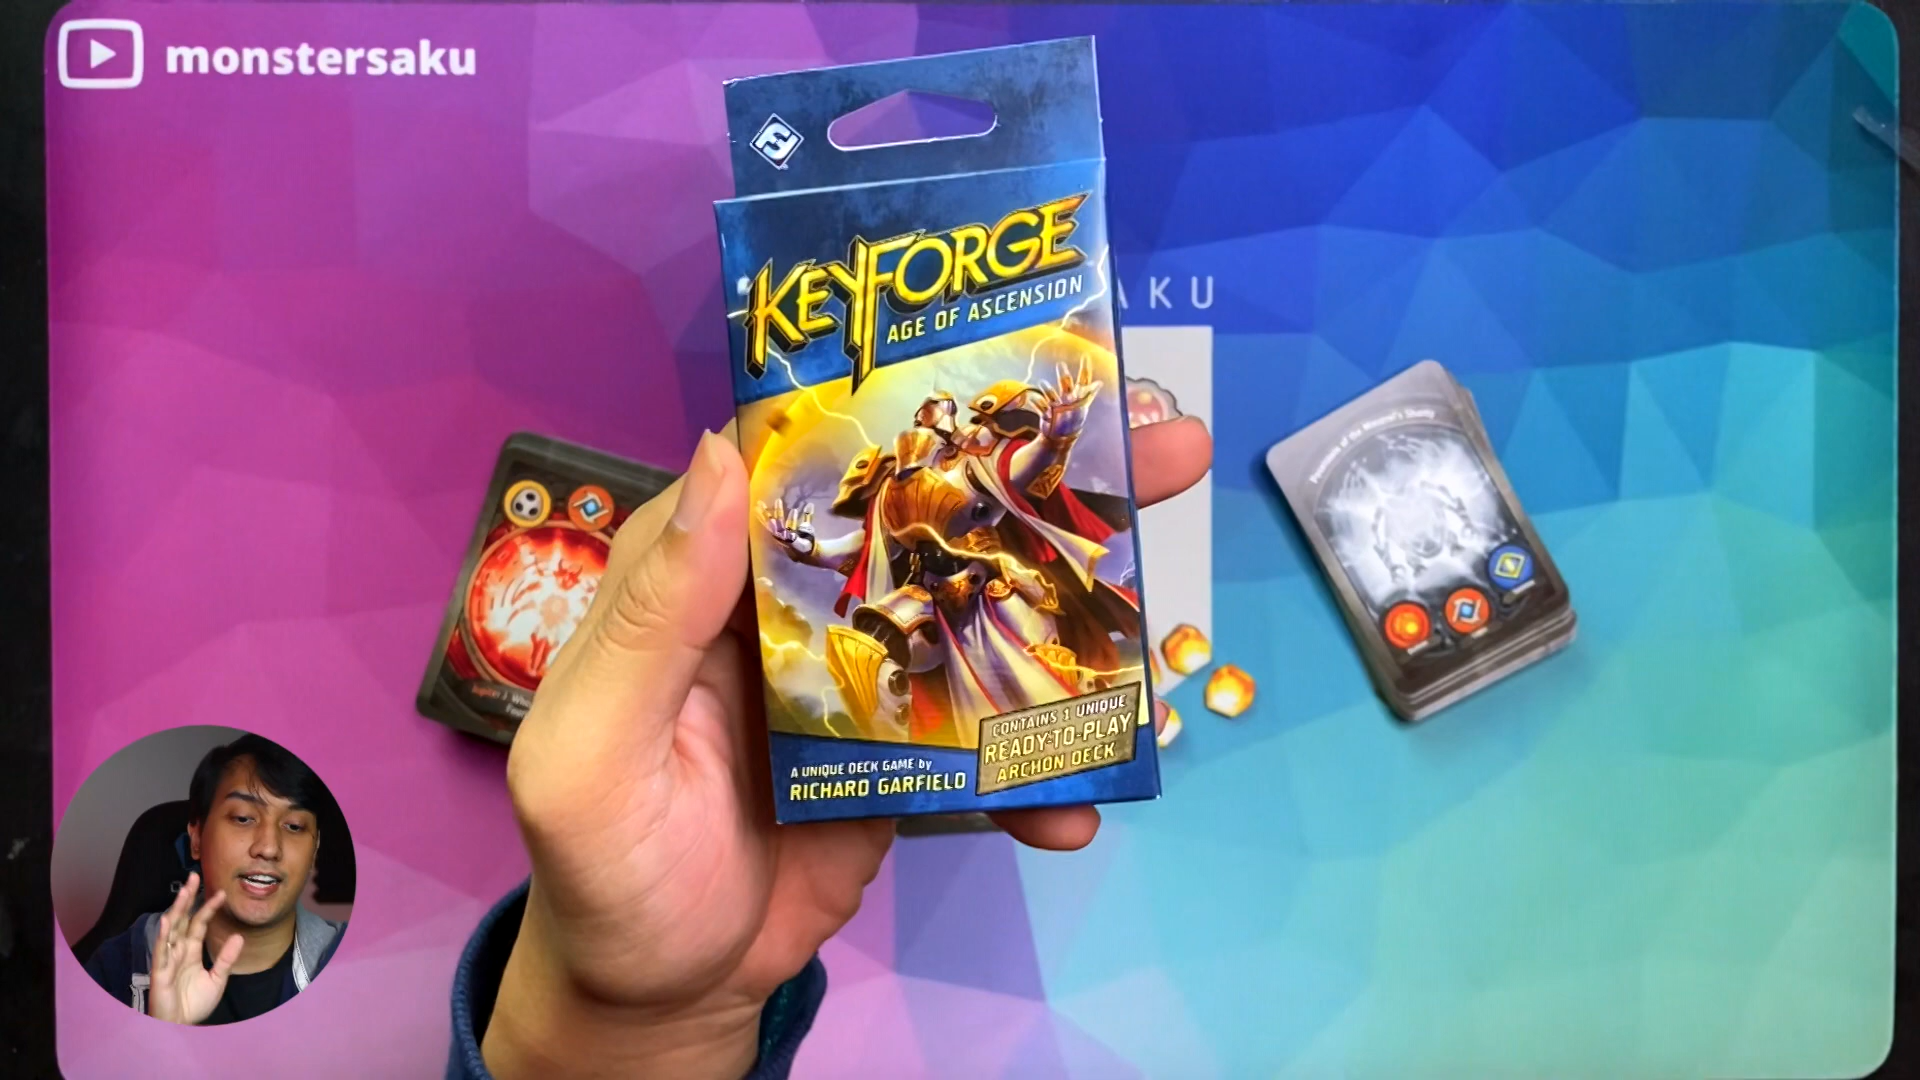 monstersaku
KEYFORGE
AGE OF ASCENSION
AKU
CONTAINS 1 UNIQUE
READY-TO-PLAY
ARCHON DECK
A UNIQUE DECK GAME by
RICHARD GARFIELD